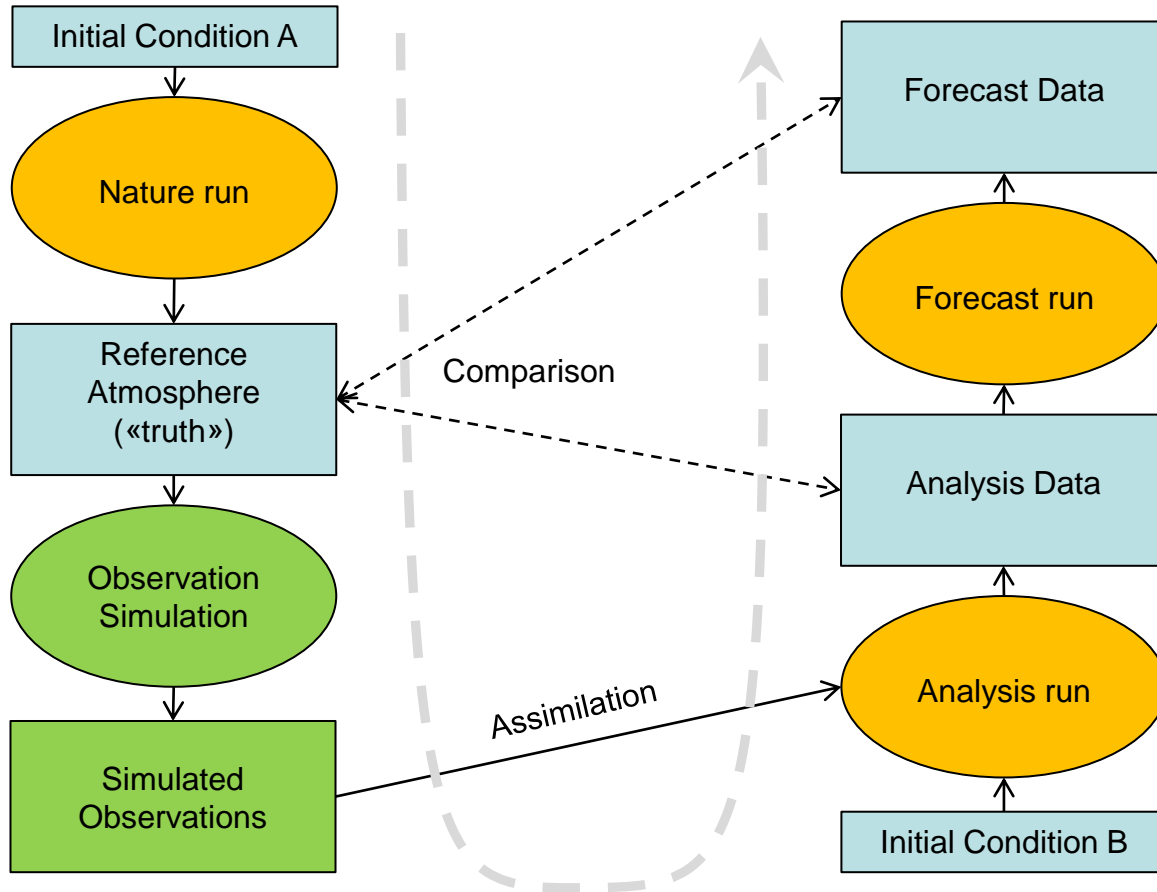 Initial Condition A
Nature run
Reference
Atmosphere
(«truth»)
Observation
Simulation
Simulated
Observations
Comparison
Assimilation
Forecast Data
Forecast run
Analysis Data
Analysis run
Initial Condition B